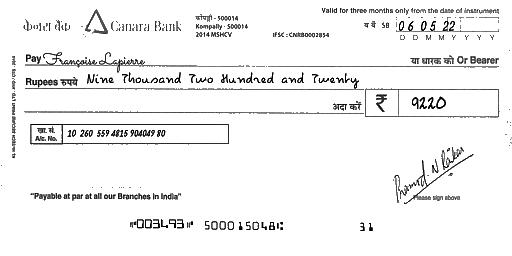 Valid for three months only from the date of instrument
केनरा बैंक Canara Bank
कोंपल्ली - 500014
Kompally - 500014
2014 MSHCV
IFSC : CNRB0002854
SB 06 05 22
D D M M Y Y Y Y
Pay Françoise Lapierre या धारक को Or Bearer
Rupees रुपये Nine Thousand Two Hundred and Twenty
अदा करें ₹ 9220
खा. सं.
A/c. No. 10 260 559 4815 904049 80
Please sign above
"Payable at par at all our Branches in India"
⑈003493⑈ 500015048⑆ 31